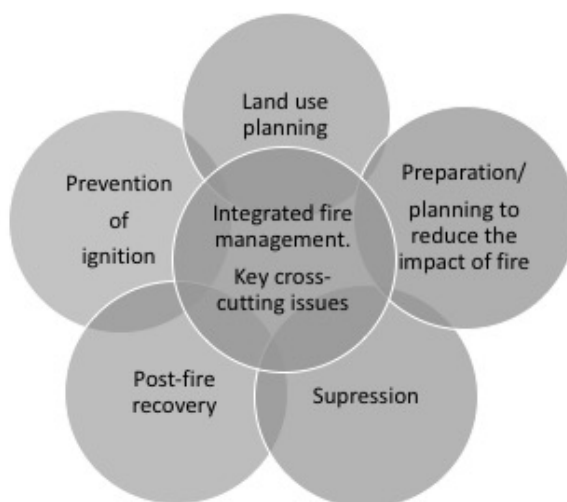 Land use
planning
Preparation/
planning to
reduce the
impact of fire
Supression
Post-fire
recovery
Prevention
of
ignition
Integrated fire
management.
Key cross-
cutting issues